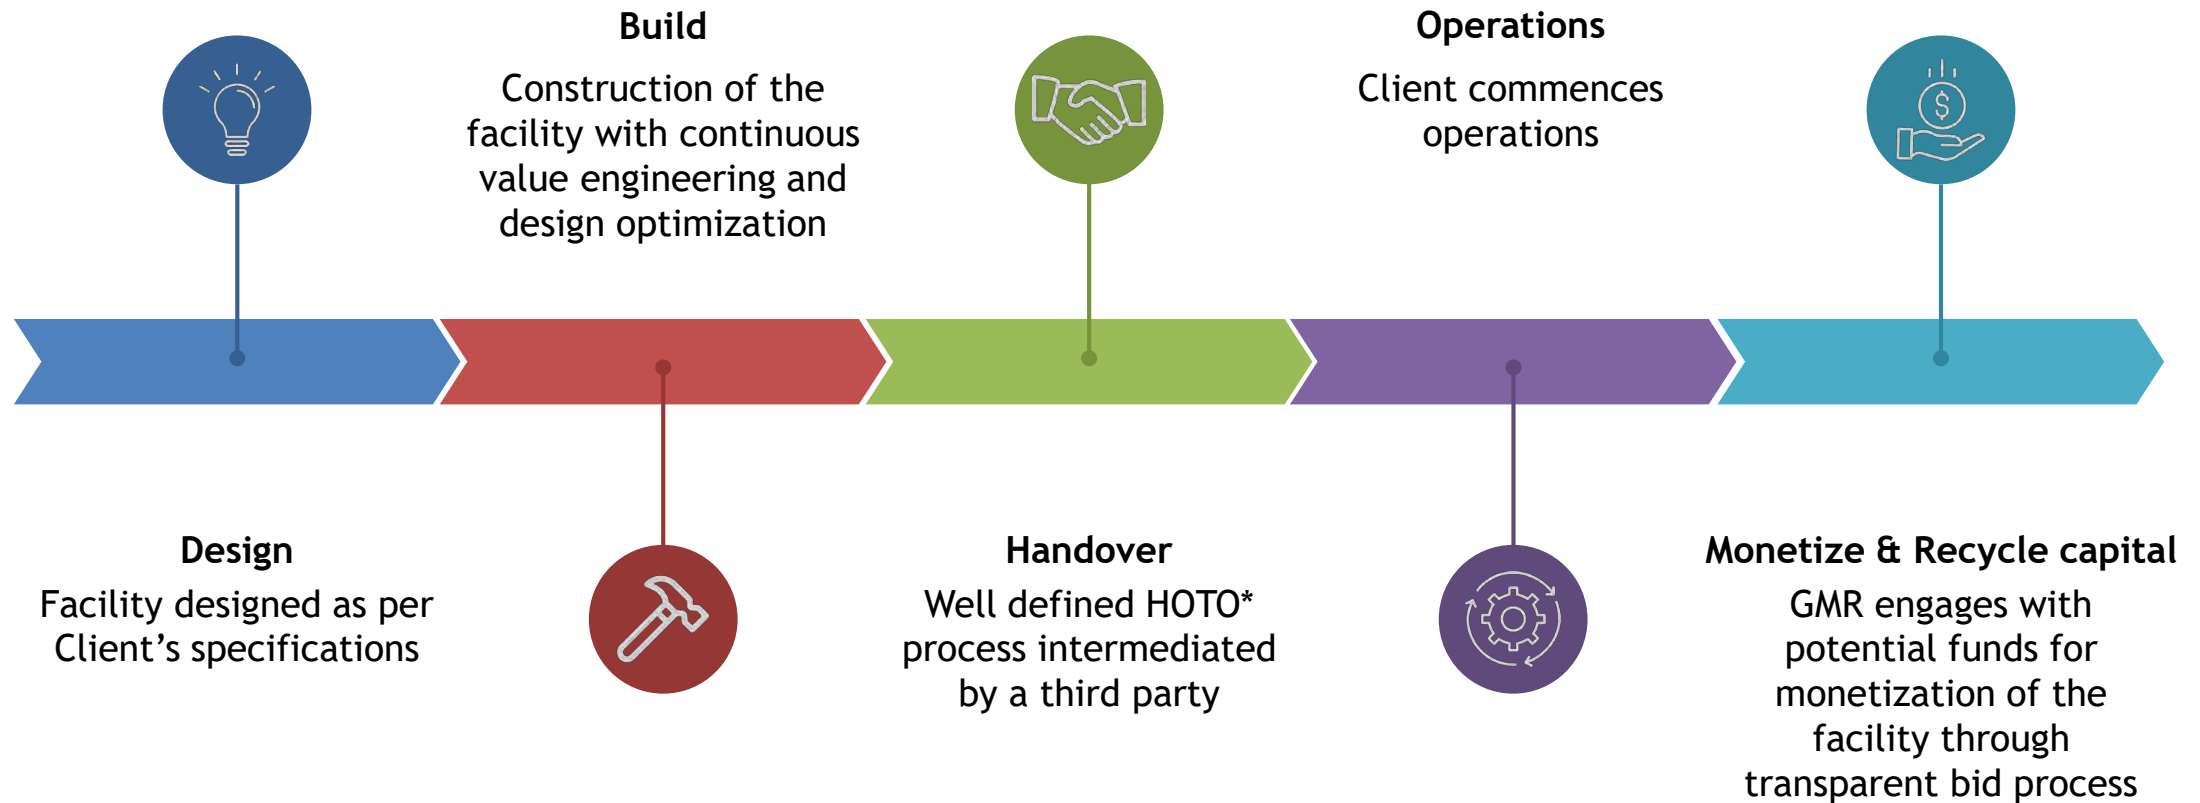 Design
Facility designed as per
Client’s specifications
Build
Construction of the
facility with continuous
value engineering and
design optimization
Handover
Well defined HOTO*
process intermediated
by a third party
Operations
Client commences
operations
$
Monetize & Recycle capital
GMR engages with
potential funds for
monetization of the
facility through
transparent bid process